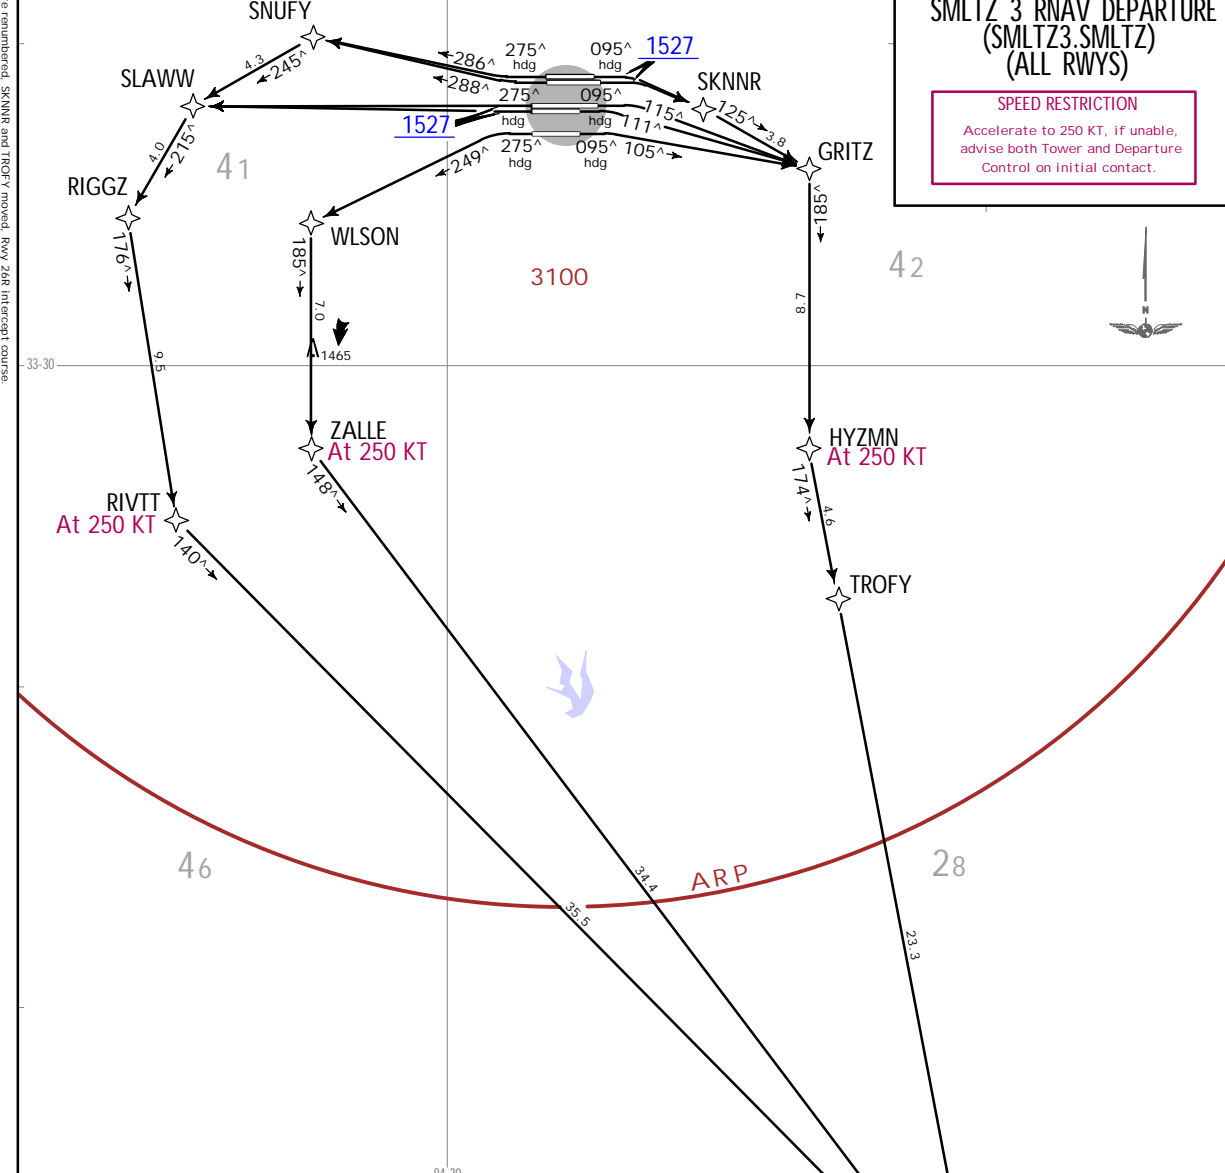 SMLTZ 3 RNAV DEPARTURE
(SMLTZ3.SMLTZ)
(ALL RWYS)
SPEED RESTRICTION
Accelerate to 250 KT, if unable,
advise both Tower and Departure
Control on initial contact.
re renumbered, SKNNR and TROFY moved, Rwy 26R intercept course.
SNUFY
4.3
245^
SLAWW
286^
288^
275^
hdg
095^
hdg
1527
SKNNR
125^
3.8
275^
hdg
095^
hdg
1527
115^
111^
105^
275^
hdg
095^
hdg
249^
GRITZ
4.0
215^
41
RIGGZ
176^
WLSON
185^
185^
3100
42
N
7.0
8.7
1465
33-30
9.5
ZALLE
At 250 KT
148^
HYZMN
At 250 KT
174^
4.6
RIVTT
At 250 KT
140^
TROFY
46
34.4
ARP
28
35.5
23.3